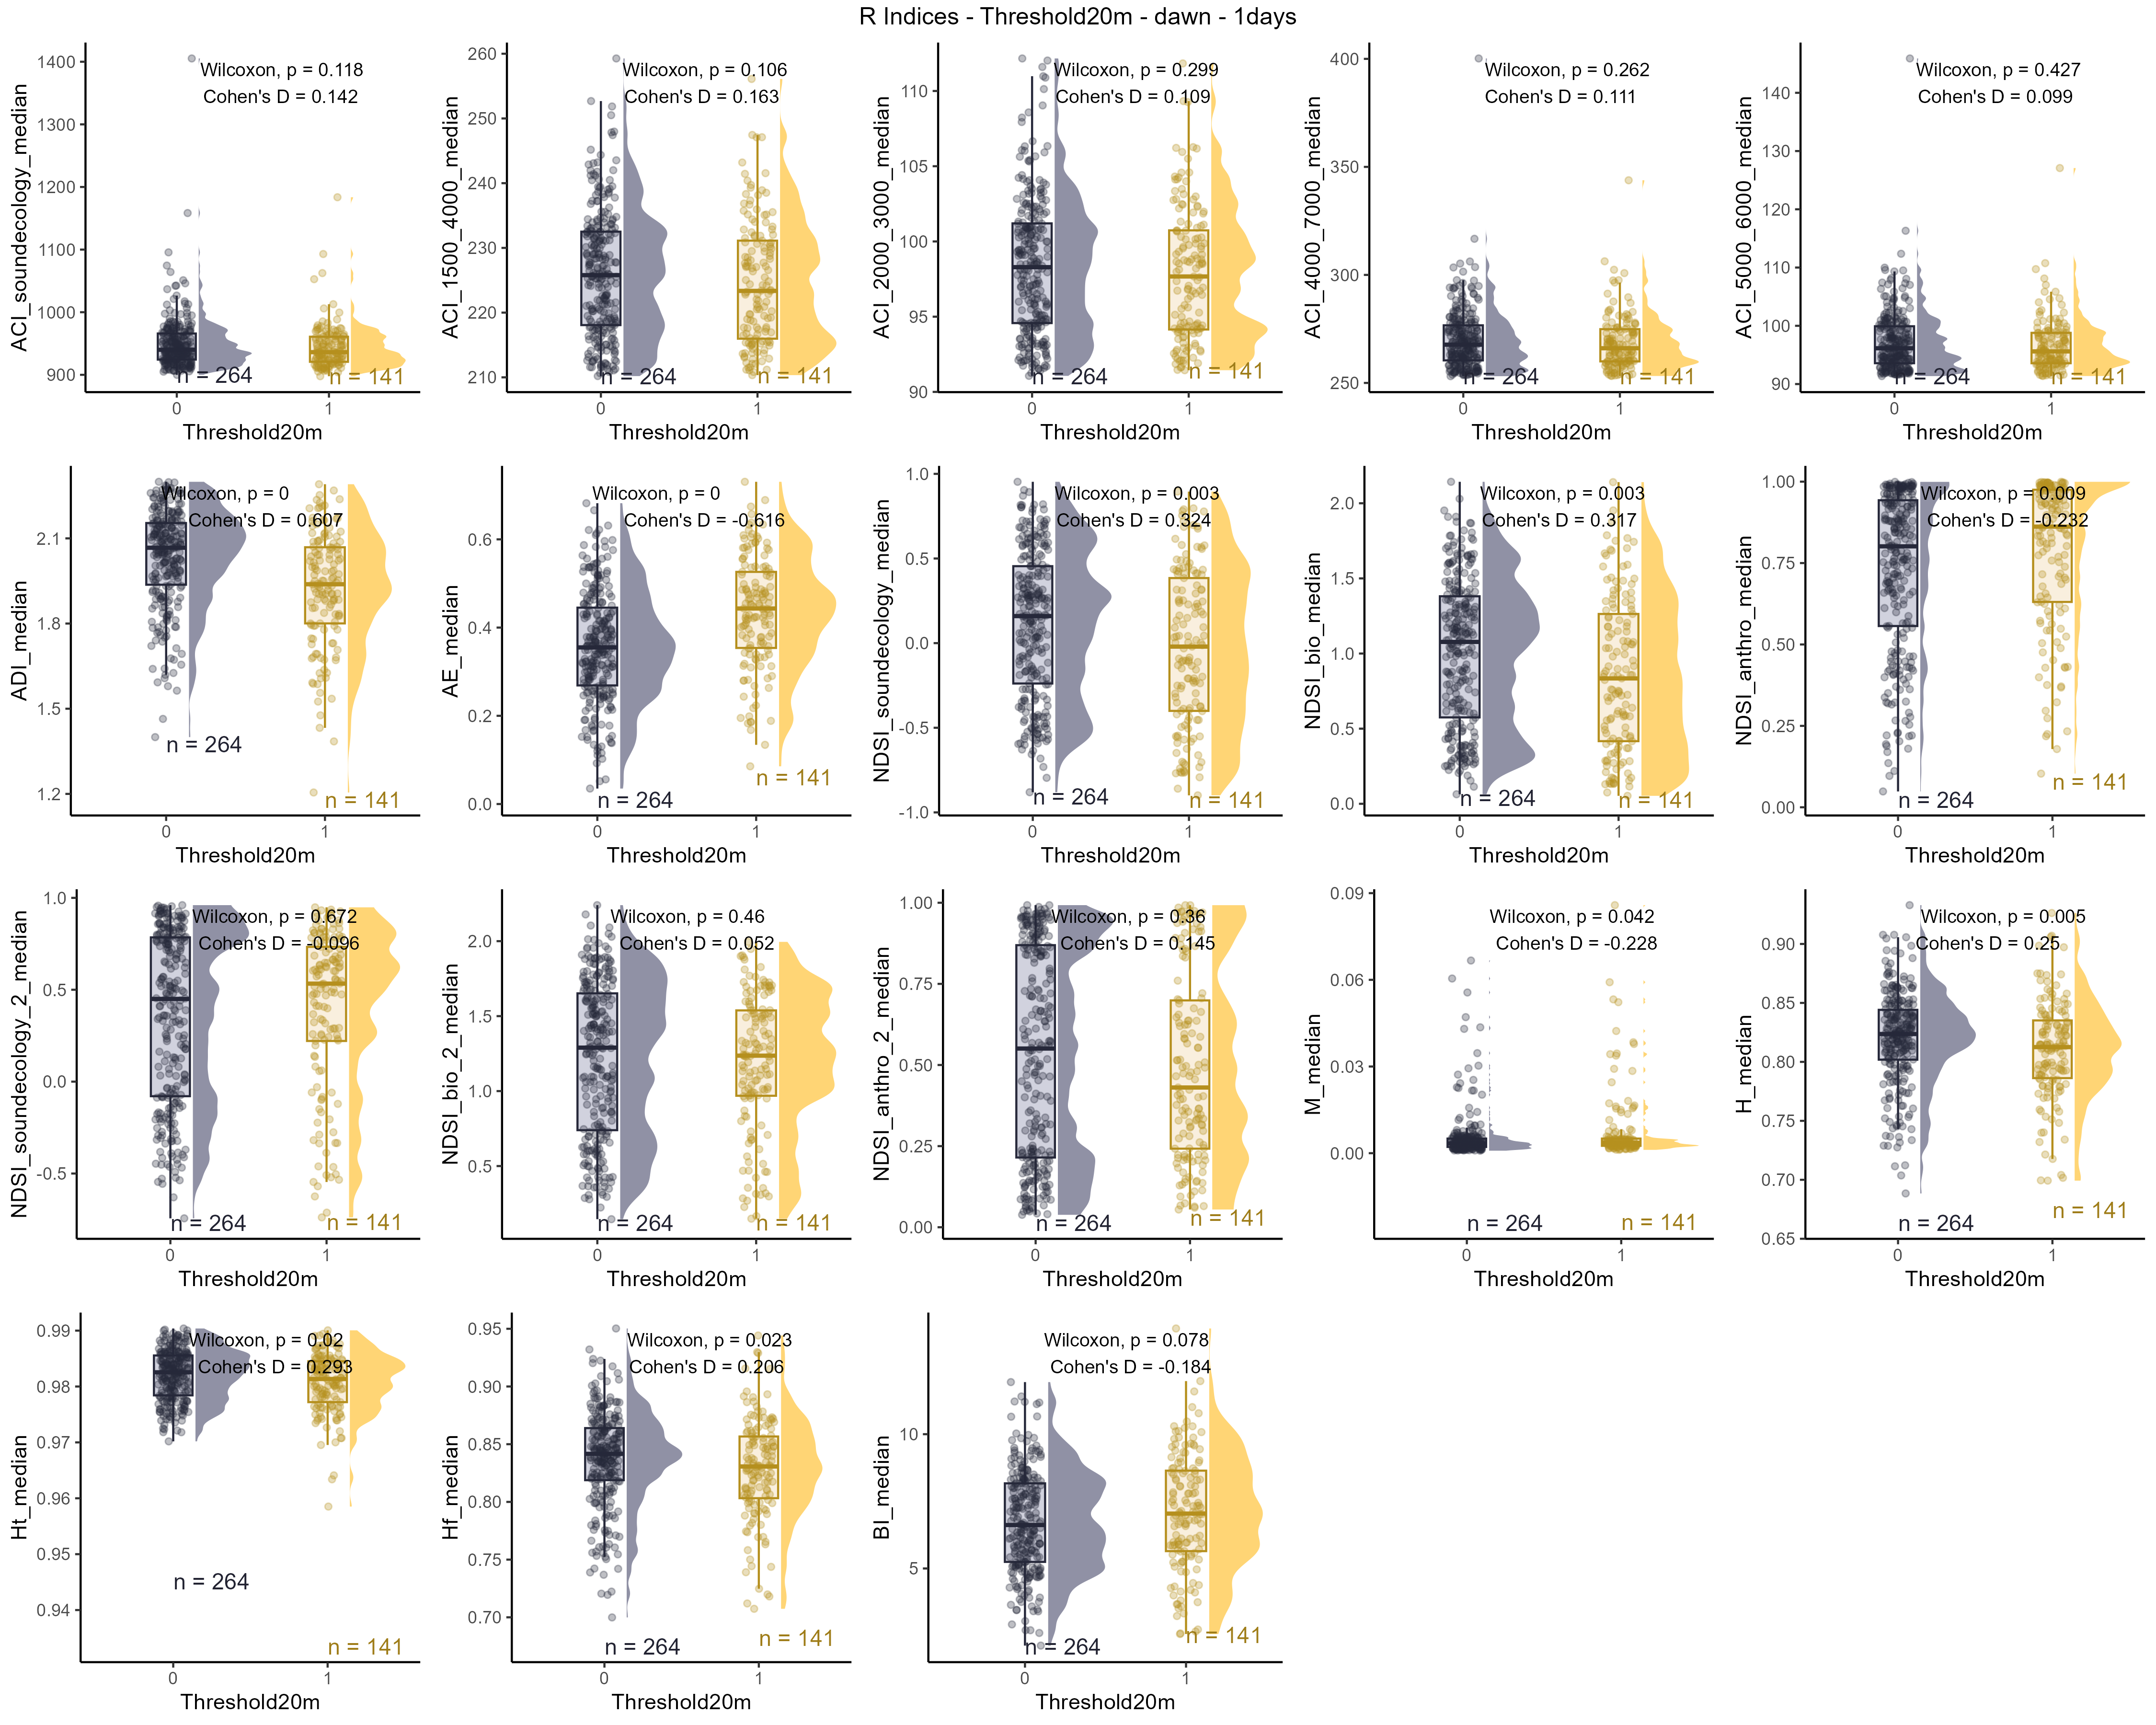 R Indices - Threshold20m - dawn - 1days
ACI_soundecology_median
1400
1300
1200
1100
1000
900
Wilcoxon, p = 0.118
Cohen's D = 0.142
n = 264
n = 141
0
1
Threshold20m
ACI_1500_4000_median
260
250
240
230
220
210
Wilcoxon, p = 0.106
Cohen's D = 0.163
n = 264
n = 141
0
1
Threshold20m
ACI_2000_3000_median
110
105
100
95
90
Wilcoxon, p = 0.299
Cohen's D = 0.109
n = 264
n = 141
0
1
Threshold20m
ACI_4000_7000_median
400
350
300
250
Wilcoxon, p = 0.262
Cohen's D = 0.111
n = 264
n = 141
0
1
Threshold20m
ACI_5000_6000_median
140
130
120
110
100
90
Wilcoxon, p = 0.427
Cohen's D = 0.099
n = 264
n = 141
0
1
Threshold20m
ADI_median
2.1
1.8
1.5
1.2
Wilcoxon, p = 0
Cohen's D = 0.607
n = 264
n = 141
0
1
Threshold20m
AE_median
0.6
0.4
0.2
0.0
Wilcoxon, p = 0
Cohen's D = -0.616
n = 264
n = 141
0
1
Threshold20m
NDSI_soundecology_median
1.0
0.5
0.0
-0.5
-1.0
Wilcoxon, p = 0.003
Cohen's D = 0.324
n = 264
n = 141
0
1
Threshold20m
NDSI_bio_median
2.0
1.5
1.0
0.5
0.0
Wilcoxon, p = 0.003
Cohen's D = 0.317
n = 264
n = 141
0
1
Threshold20m
NDSI_anthro_median
1.00
0.75
0.50
0.25
0.00
Wilcoxon, p = 0.009
Cohen's D = -0.232
n = 264
n = 141
0
1
Threshold20m
NDSI_soundecology_2_median
1.0
0.5
0.0
-0.5
Wilcoxon, p = 0.672
Cohen's D = -0.096
n = 264
n = 141
0
1
Threshold20m
NDSI_bio_2_median
2.0
1.5
1.0
0.5
Wilcoxon, p = 0.46
Cohen's D = 0.052
n = 264
n = 141
0
1
Threshold20m
NDSI_anthro_2_median
1.00
0.75
0.50
0.25
0.00
Wilcoxon, p = 0.36
Cohen's D = 0.145
n = 264
n = 141
0
1
Threshold20m
M_median
0.09
0.06
0.03
0.00
Wilcoxon, p = 0.042
Cohen's D = -0.228
n = 264
n = 141
0
1
Threshold20m
H_median
0.90
0.85
0.80
0.75
0.70
0.65
Wilcoxon, p = 0.005
Cohen's D = 0.25
n = 264
n = 141
0
1
Threshold20m
Ht_median
0.99
0.98
0.97
0.96
0.95
0.94
Wilcoxon, p = 0.02
Cohen's D = 0.293
n = 264
n = 141
0
1
Threshold20m
Hf_median
0.95
0.90
0.85
0.80
0.75
0.70
Wilcoxon, p = 0.023
Cohen's D = 0.206
n = 264
n = 141
0
1
Threshold20m
BI_median
10
5
Wilcoxon, p = 0.078
Cohen's D = -0.184
n = 264
n = 141
0
1
Threshold20m